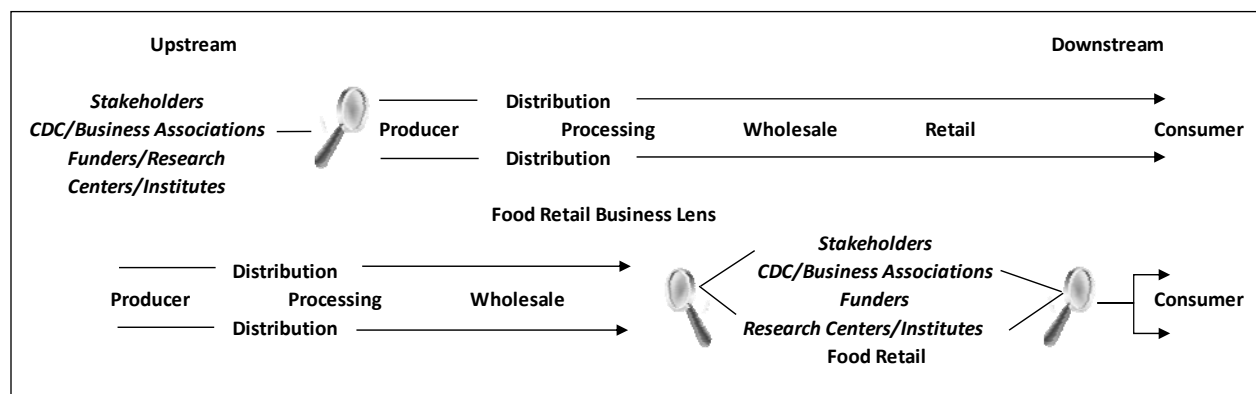 Upstream Downstream
Stakeholders
CDC/Business Associations
Funders/Research
Centers/Institutes
Distribution
Producer Processing Wholesale Retail Consumer
Distribution
Food Retail Business Lens
Distribution
Producer Processing Wholesale
Distribution
Stakeholders
CDC/Business Associations
Funders
Research Centers/Institutes
Food Retail
Consumer